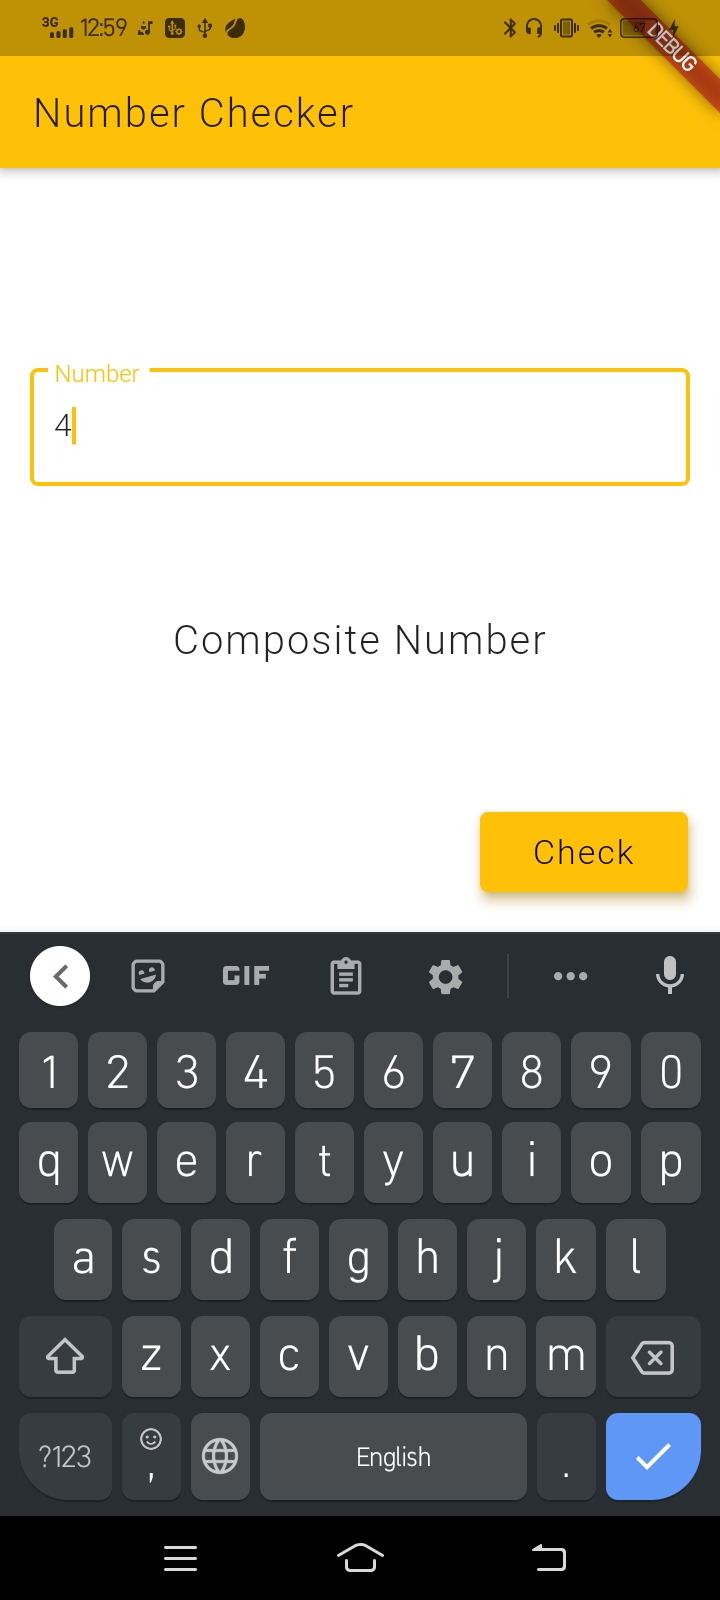 3G 12:59 67
DEBUG
Number Checker
Number
4
Composite Number
Check
GIF
1 2 3 4 5 6 7 8 9 0
q w e r t y u i o p
a s d f g h j k l
z x c v b n m
?123 , English .